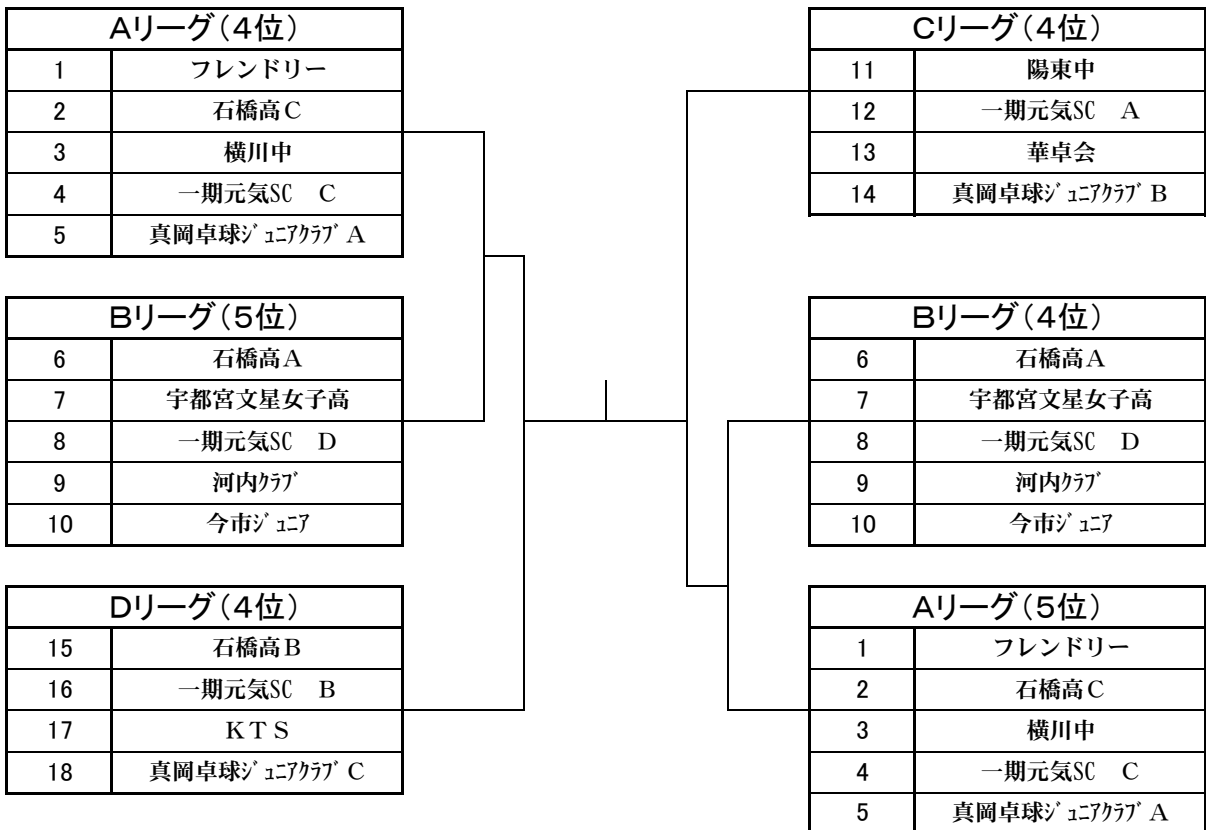 Aリーグ(4位)
1 フレンドリー
2 石橋高C
3 横川中
4 一期元気SC C
5 真岡卓球ｼﾞｭﾆｱｸﾗﾌﾞA
Bリーグ(5位)
6 石橋高A
7 宇都宮文星女子高
8 一期元気SC D
9 河内ｸﾗﾌﾞ
10 今市ｼﾞｭﾆｱ
Dリーグ(4位)
15 石橋高B
16 一期元気SC B
17 KTS
18 真岡卓球ｼﾞｭﾆｱｸﾗﾌﾞC
Cリーグ(4位)
11 陽東中
12 一期元気SC A
13 華卓会
14 真岡卓球ｼﾞｭﾆｱｸﾗﾌﾞB
Bリーグ(4位)
6 石橋高A
7 宇都宮文星女子高
8 一期元気SC D
9 河内ｸﾗﾌﾞ
10 今市ｼﾞｭﾆｱ
Aリーグ(5位)
1 フレンドリー
2 石橋高C
3 横川中
4 一期元気SC C
5 真岡卓球ｼﾞｭﾆｱｸﾗﾌﾞA